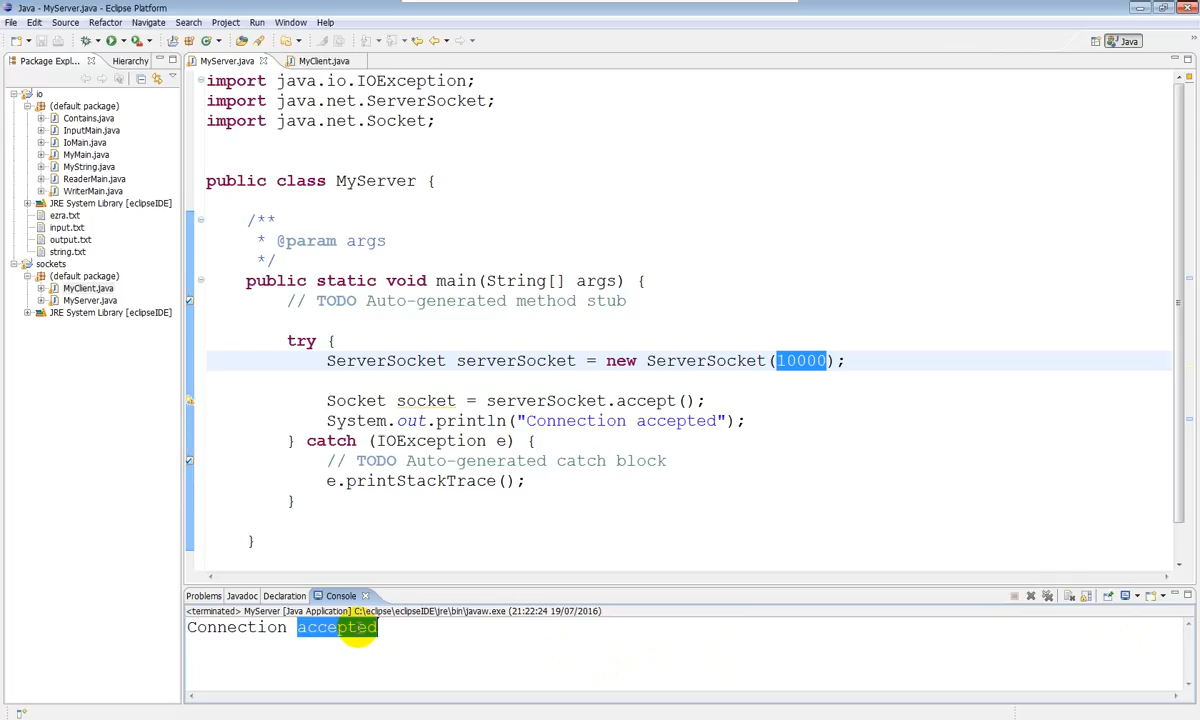 Java - MyServer.java - Eclipse Platform
File Edit Source Refactor Navigate Search Project Run Window Help
Java
Package Expl... Hierarchy
MyServer.java MyClient.java
io
(default package)
Contains.java
InputMain.java
IoMain.java
MyMain.java
MyString.java
ReaderMain.java
WriterMain.java
JRE System Library [eclipseIDE]
ezra.txt
input.txt
output.txt
string.txt
sockets
(default package)
MyClient.java
MyServer.java
JRE System Library [eclipseIDE]
import java.io.IOException;
import java.net.ServerSocket;
import java.net.Socket;
public class MyServer {
/**
* @param args
*/
public static void main(String[] args) {
// TODO Auto-generated method stub
try {
ServerSocket serverSocket = new ServerSocket(10000);
Socket socket = serverSocket.accept();
System.out.println("Connection accepted");
} catch (IOException e) {
// TODO Auto-generated catch block
e.printStackTrace();
}
}
Problems Javadoc Declaration Console
<terminated> MyServer [Java Application] C:\eclipse\eclipseIDE\jre\bin\javaw.exe (21:22:24 19/07/2016)
Connection accepted